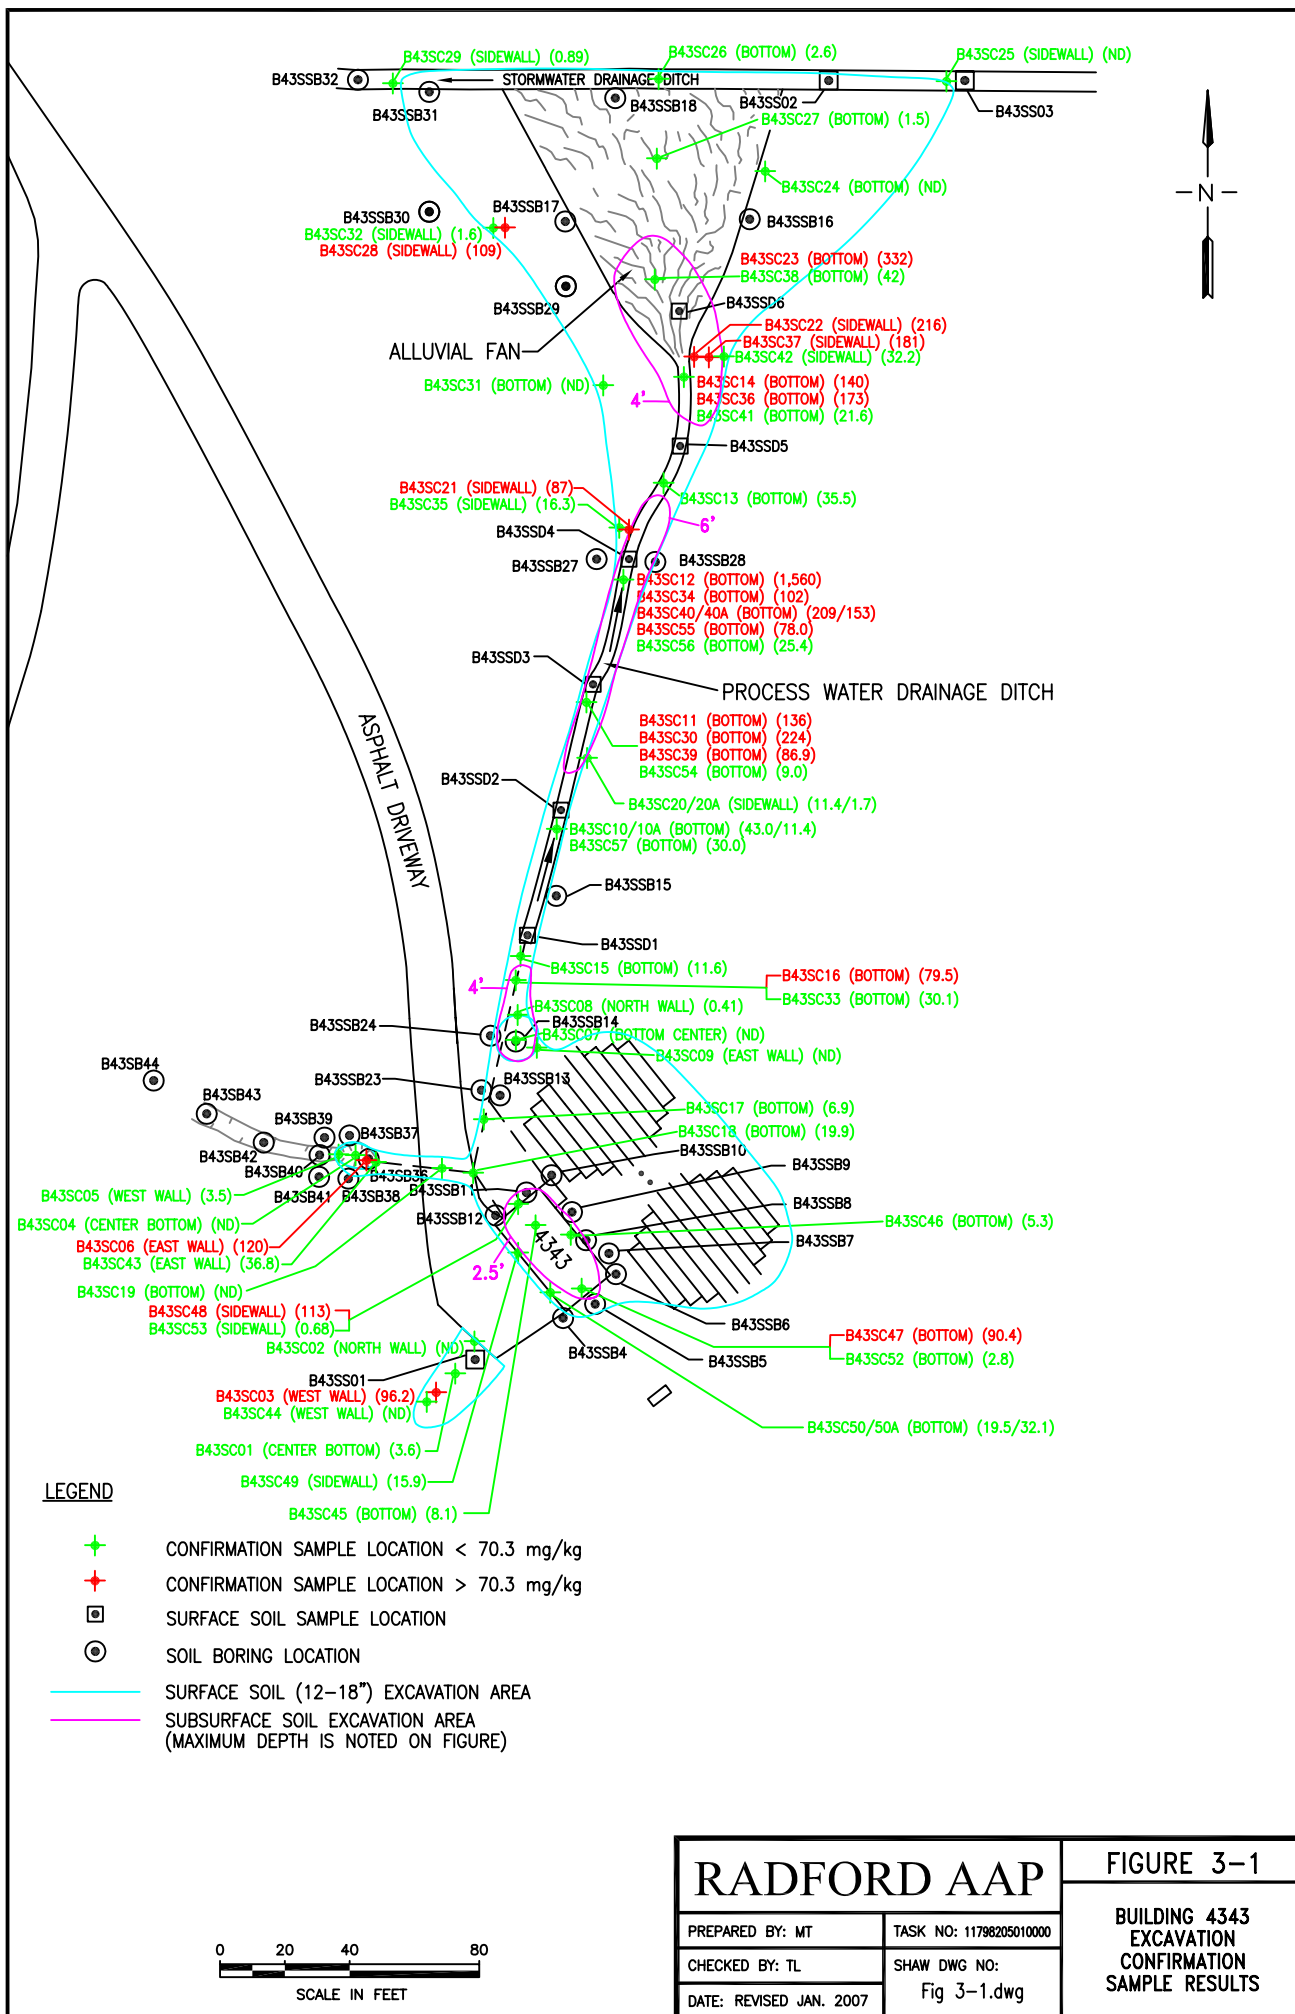 B43SC29 (SIDEWALL) (0.89)
B43SC26 (BOTTOM) (2.6)
B43SC25 (SIDEWALL) (ND)
B43SSB32
STORMWATER DRAINAGE DITCH
B43SSB31
B43SSB18
B43SS02
B43SS03
B43SC27 (BOTTOM) (1.5)
B43SC24 (BOTTOM) (ND)
N
B43SSB30
B43SSB17
B43SSB16
B43SC32 (SIDEWALL) (1.6)
B43SC28 (SIDEWALL) (109)
B43SC23 (BOTTOM) (332)
B43SC38 (BOTTOM) (42)
B43SSB29
B43SSD6
B43SC22 (SIDEWALL) (216)
B43SC37 (SIDEWALL) (181)
B43SC42 (SIDEWALL) (32.2)
ALLUVIAL FAN
B43SC31 (BOTTOM) (ND)
B43SC14 (BOTTOM) (140)
B43SC36 (BOTTOM) (173)
B43SC41 (BOTTOM) (21.6)
4'
B43SSD5
B43SC21 (SIDEWALL) (87)
B43SC35 (SIDEWALL) (16.3)
B43SC13 (BOTTOM) (35.5)
6'
B43SSD4
B43SSB27
B43SSB28
B43SC12 (BOTTOM) (1,560)
B43SC34 (BOTTOM) (102)
B43SC40/40A (BOTTOM) (209/153)
B43SC55 (BOTTOM) (78.0)
B43SC56 (BOTTOM) (25.4)
B43SSD3
PROCESS WATER DRAINAGE DITCH
B43SC11 (BOTTOM) (136)
B43SC30 (BOTTOM) (224)
B43SC39 (BOTTOM) (86.9)
B43SC54 (BOTTOM) (9.0)
ASPHALT DRIVEWAY
B43SSD2
B43SC20/20A (SIDEWALL) (11.4/1.7)
B43SC10/10A (BOTTOM) (43.0/11.4)
B43SC57 (BOTTOM) (30.0)
B43SSB15
B43SSD1
B43SC15 (BOTTOM) (11.6)
B43SC16 (BOTTOM) (79.5)
B43SC33 (BOTTOM) (30.1)
4'
B43SC08 (NORTH WALL) (0.41)
B43SSB24
B43SSB14
B43SC07 (BOTTOM CENTER) (ND)
B43SC09 (EAST WALL) (ND)
B43SB44
B43SSB23
B43SSB13
B43SB43
B43SC17 (BOTTOM) (6.9)
B43SB39
B43SB37
B43SC18 (BOTTOM) (19.9)
B43SB42
B43SSB10
B43SSB9
B43SB40
B43SB36
B43SB41
B43SB38
B43SSB11
B43SSB8
B43SC05 (WEST WALL) (3.5)
B43SSB12
B43SC46 (BOTTOM) (5.3)
B43SC04 (CENTER BOTTOM) (ND)
B43SC06 (EAST WALL) (120)
B43SSB7
4343
B43SC43 (EAST WALL) (36.8)
2.5'
B43SC19 (BOTTOM) (ND)
B43SC48 (SIDEWALL) (113)
B43SC53 (SIDEWALL) (0.68)
B43SSB6
B43SC47 (BOTTOM) (90.4)
B43SC02 (NORTH WALL) (ND)
B43SSB4
B43SSB5
B43SC52 (BOTTOM) (2.8)
B43SS01
B43SC03 (WEST WALL) (96.2)
B43SC44 (WEST WALL) (ND)
B43SC50/50A (BOTTOM) (19.5/32.1)
B43SC01 (CENTER BOTTOM) (3.6)
B43SC49 (SIDEWALL) (15.9)
B43SC45 (BOTTOM) (8.1)
LEGEND
CONFIRMATION SAMPLE LOCATION < 70.3 mg/kg
CONFIRMATION SAMPLE LOCATION > 70.3 mg/kg
SURFACE SOIL SAMPLE LOCATION
SOIL BORING LOCATION
SURFACE SOIL (12-18") EXCAVATION AREA
SUBSURFACE SOIL EXCAVATION AREA
(MAXIMUM DEPTH IS NOTED ON FIGURE)
0 20 40 80
SCALE IN FEET
RADFORD AAP
PREPARED BY: MT
TASK NO: 11798205010000
CHECKED BY: TL
SHAW DWG NO:
Fig 3-1.dwg
DATE: REVISED JAN. 2007
FIGURE 3-1
BUILDING 4343
EXCAVATION
CONFIRMATION
SAMPLE RESULTS